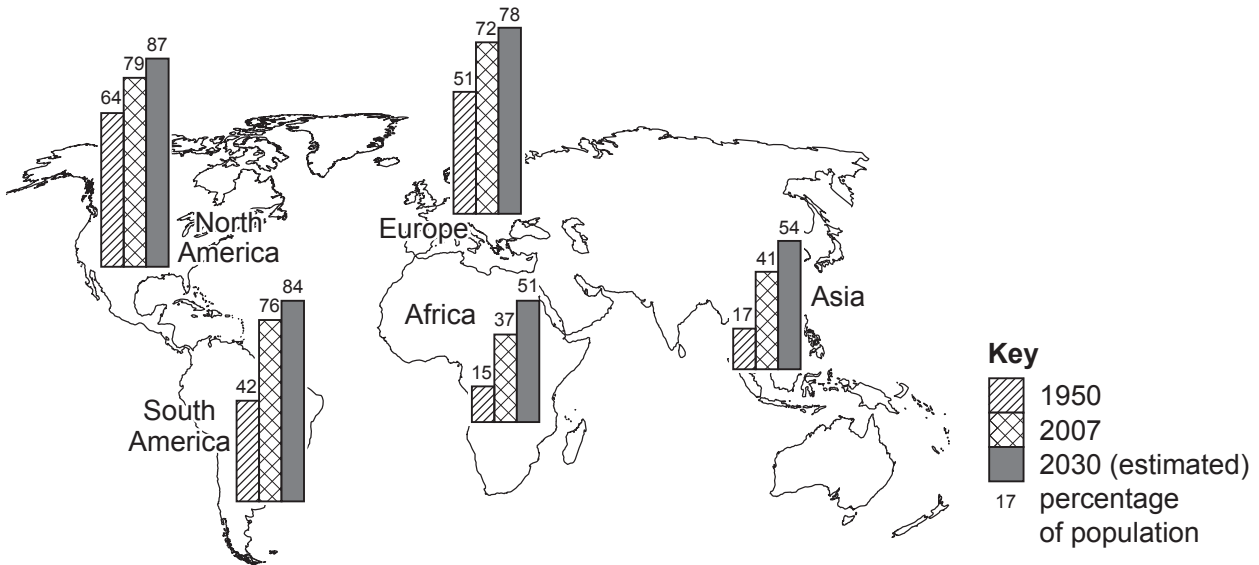 87
79
64
North
America
78
72
51
Europe
84
76
42
South
America
51
37
15
Africa
54
41
17
Asia
Key
1950
2007
2030 (estimated)
17 percentage
of population